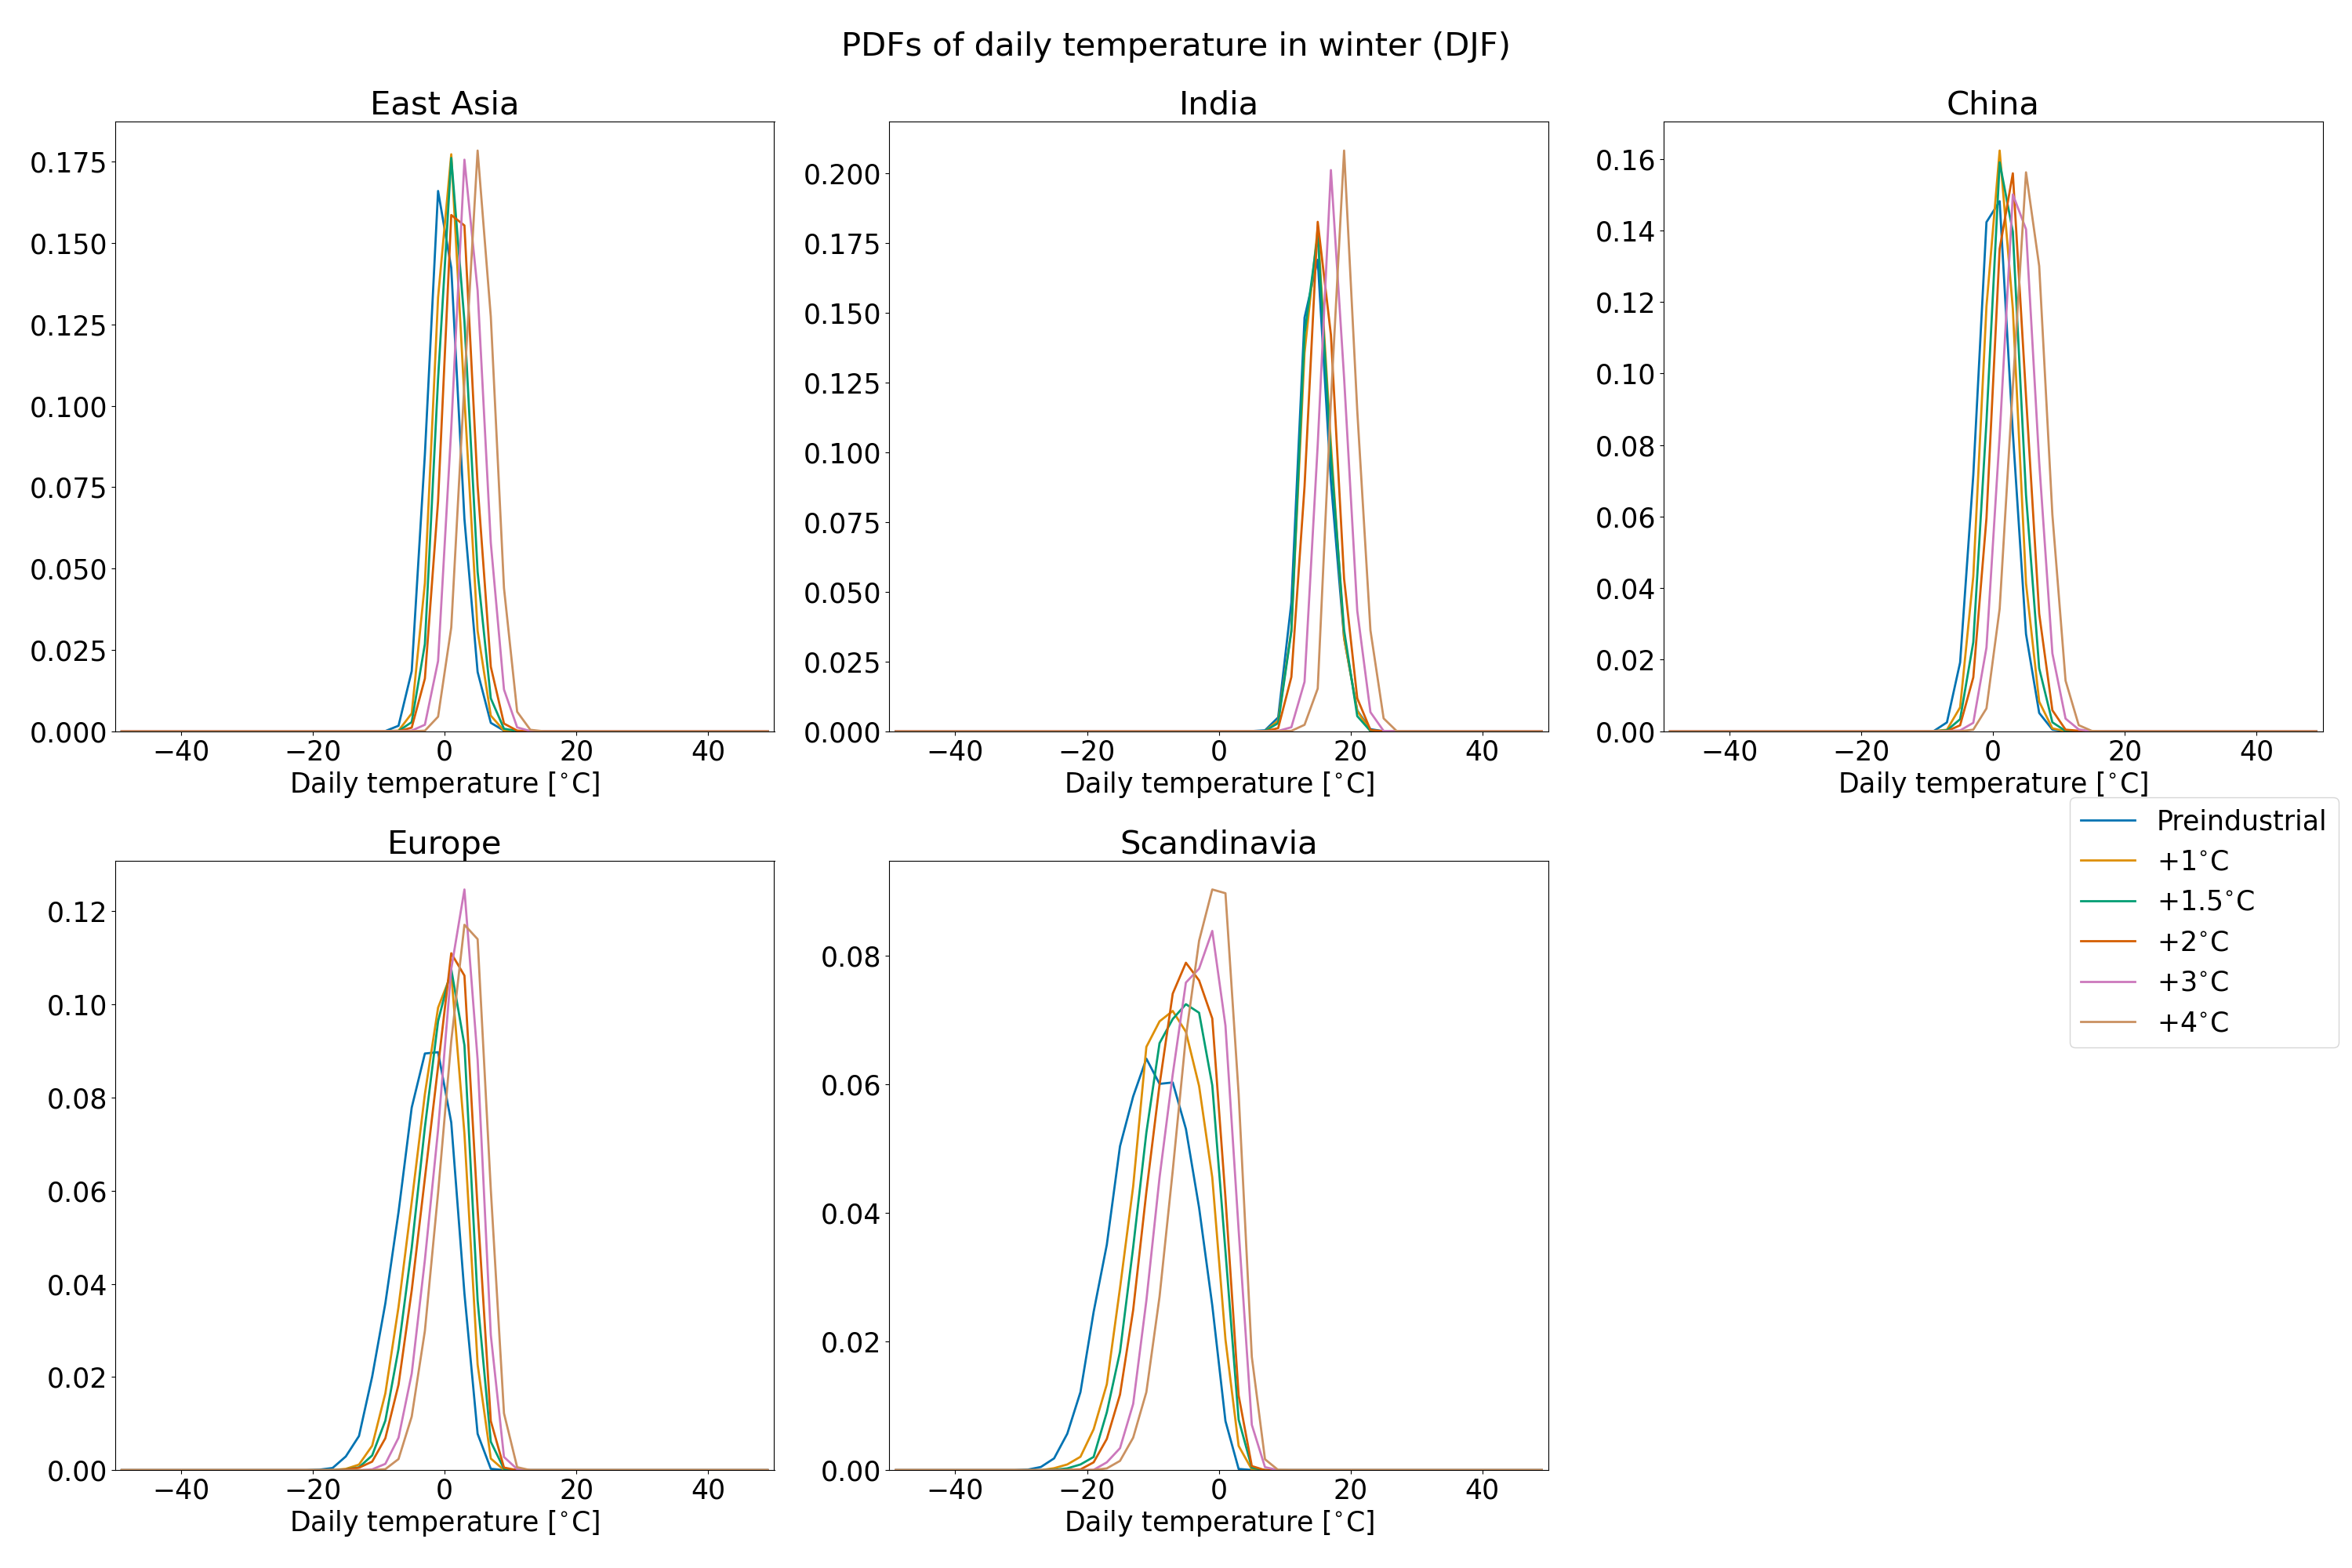 PDFs of daily temperature in winter (DJF)
East Asia
0.175
0.150
0.125
0.100
0.075
0.050
0.025
0.000
−40 −20 0 20 40
Daily temperature [°C]
India
0.200
0.175
0.150
0.125
0.100
0.075
0.050
0.025
0.000
−40 −20 0 20 40
Daily temperature [°C]
China
0.16
0.14
0.12
0.10
0.08
0.06
0.04
0.02
0.00
−40 −20 0 20 40
Daily temperature [°C]
Europe
0.12
0.10
0.08
0.06
0.04
0.02
0.00
−40 −20 0 20 40
Daily temperature [°C]
Scandinavia
0.08
0.06
0.04
0.02
0.00
−40 −20 0 20 40
Daily temperature [°C]
Preindustrial
+1°C
+1.5°C
+2°C
+3°C
+4°C